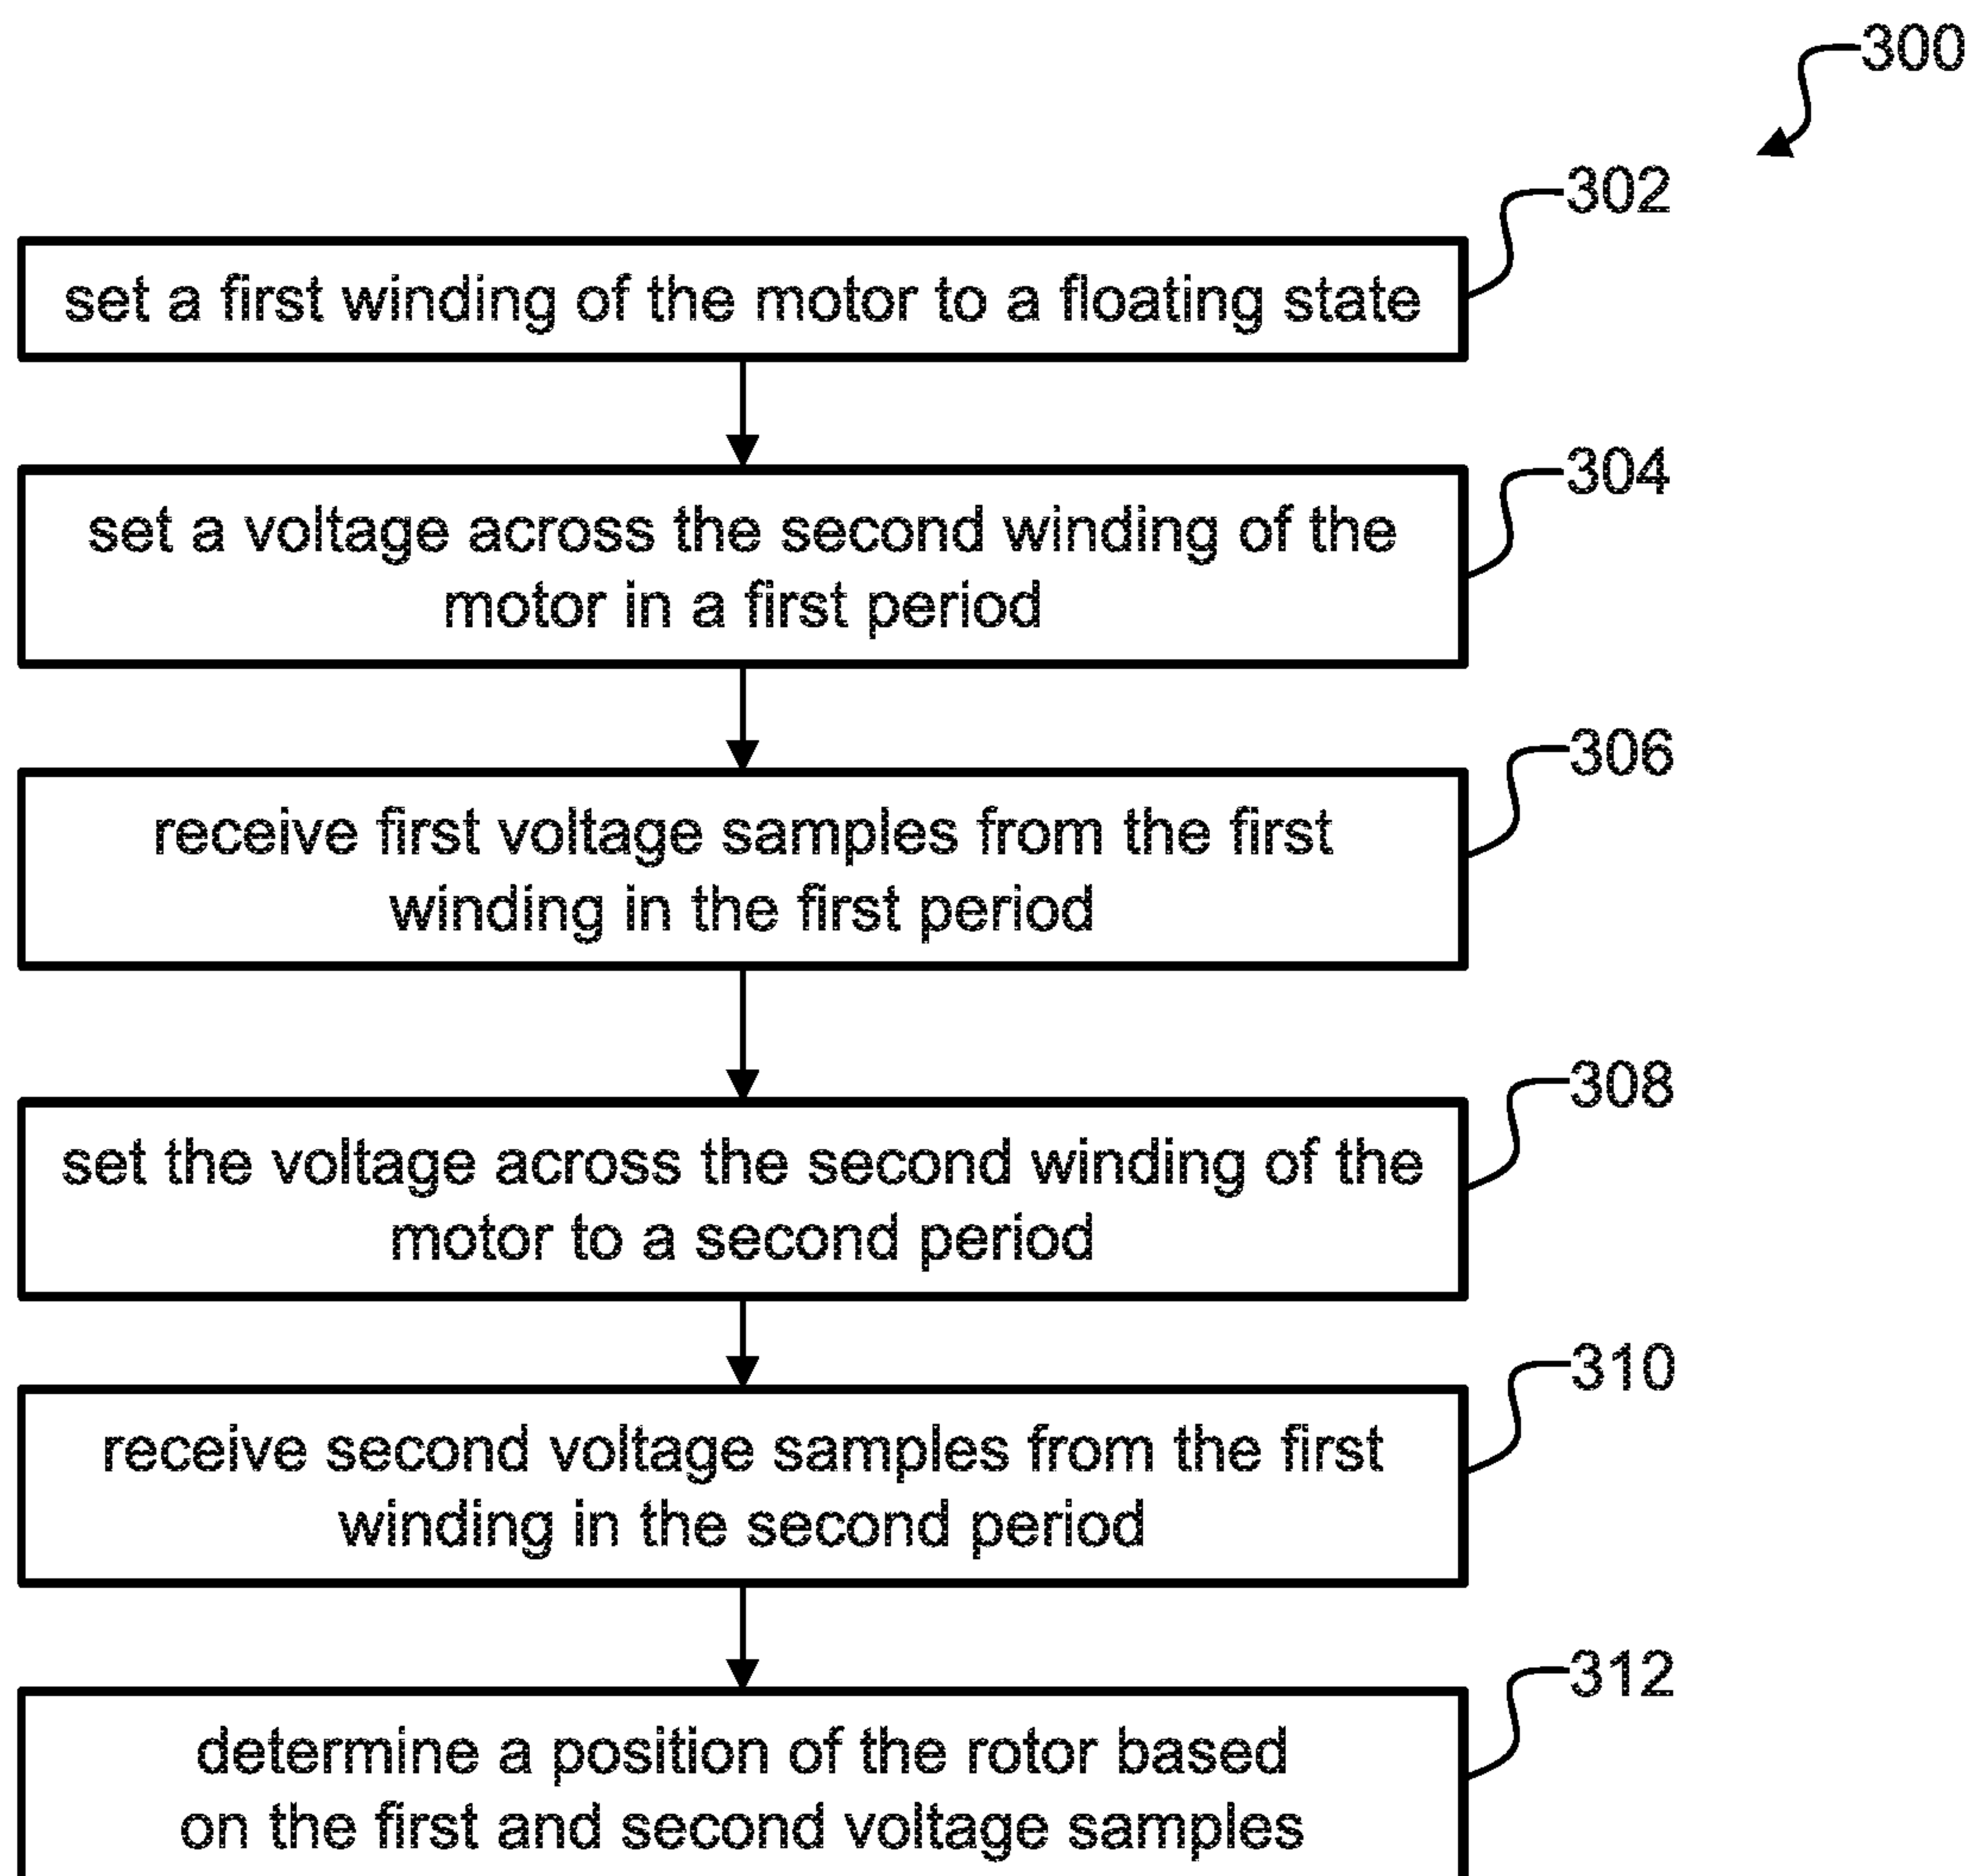 300
302
set a first winding of the motor to a floating state
304
set a voltage across the second winding of the
motor in a first period
306
receive first voltage samples from the first
winding in the first period
308
set the voltage across the second winding of the
motor to a second period
310
receive second voltage samples from the first
winding in the second period
312
determine a position of the rotor based
on the first and second voltage samples